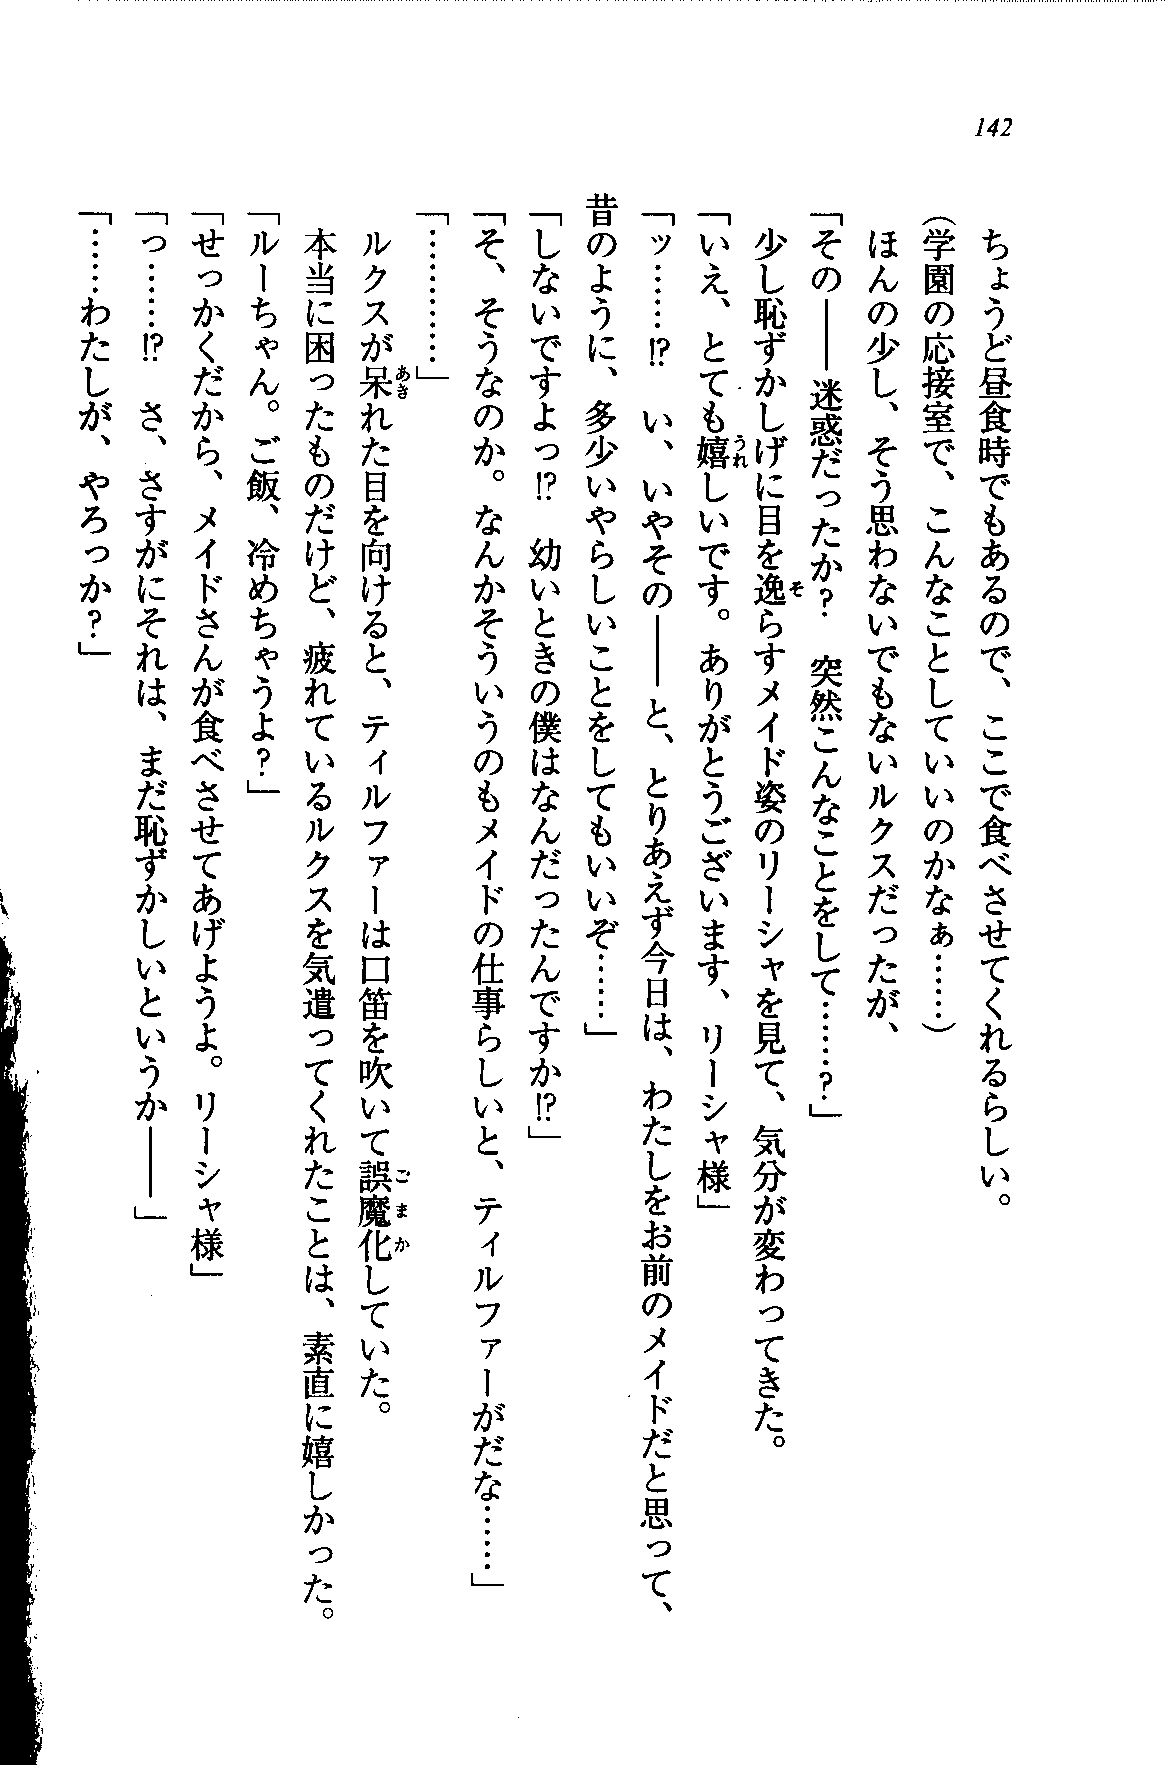 142
ちょうど昼食時でもあるので、ここで食べさせてくれるらしい。
（学園の応接室で、こんなことしていいのかなぁ……）
ほんの少し、そう思わないでもないルクスだったが、
「その――迷惑だったか？　突然こんなことをして……？」
少し恥ずかしげに目を逸らすメイド姿のリーシャを見て、気分が変わってきた。
「いえ、とても嬉しいです。ありがとうございます、リーシャ様」
「ッ……!?　い、いやその――と、とりあえず今日は、わたしをお前のメイドだと思って、
昔のように、多少いやらしいことをしてもいいぞ……」
「しないですよっ!?　幼いときの僕はなんだったんですか!?」
「そ、そうなのか。なんかそういうのもメイドの仕事らしいと、ティルファーがだな……」
「…………」
ルクスが呆れた目を向けると、ティルファーは口笛を吹いて誤魔化していた。
本当に困ったものだけど、疲れているルクスを気遣ってくれたことは、素直に嬉しかった。
「ルーちゃん。ご飯、冷めちゃうよ？」
「せっかくだから、メイドさんが食べさせてあげようよ。リーシャ様」
「っ……!?　さ、さすがにそれは、まだ恥ずかしいというか――」
「……わたしが、やろっか？」